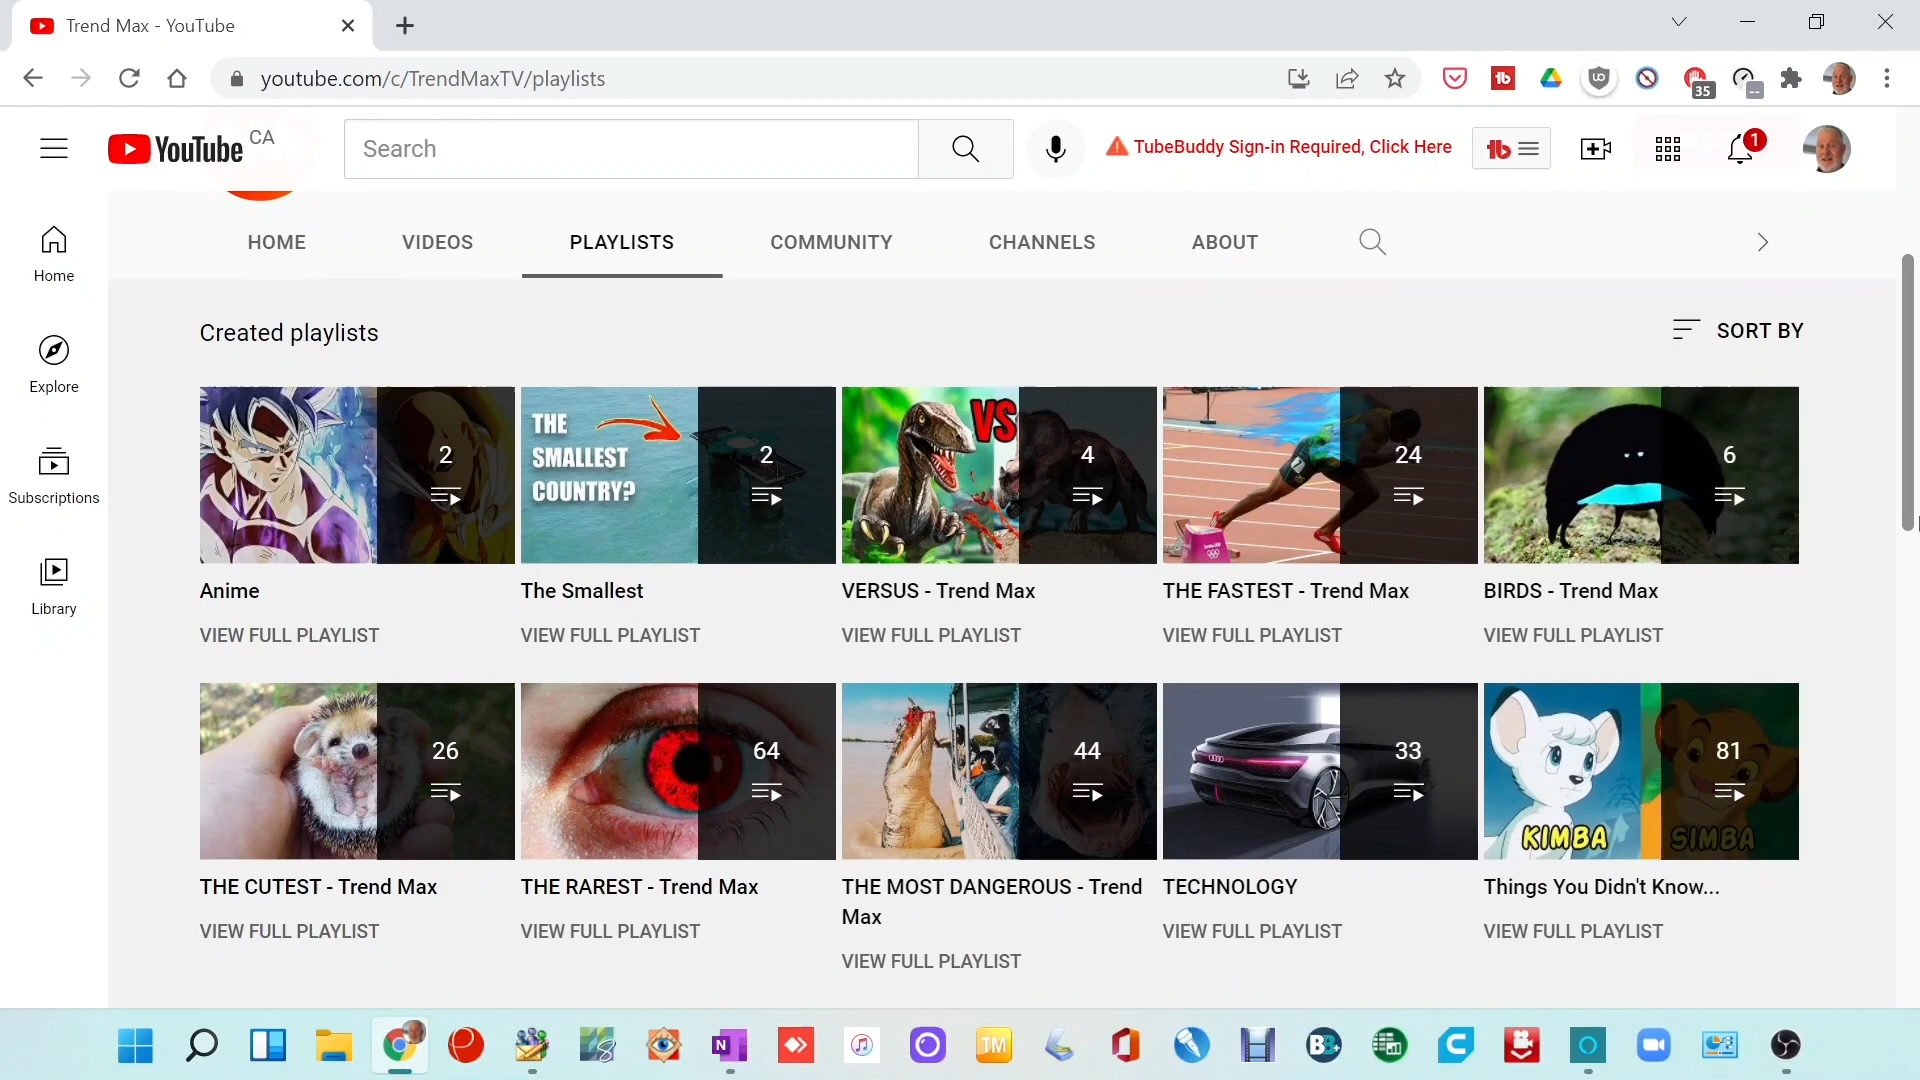 Trend Max - YouTube
youtube.com/c/TrendMaxTV/playlists
35
--
YouTube CA
Search
TubeBuddy Sign-in Required, Click Here
1
HOME
VIDEOS
PLAYLISTS
COMMUNITY
CHANNELS
ABOUT
Home
Explore
Subscriptions
Library
Created playlists
SORT BY
2
THE
SMALLEST
COUNTRY?
2
VS
4
24
6
Anime
The Smallest
VERSUS - Trend Max
THE FASTEST - Trend Max
BIRDS - Trend Max
VIEW FULL PLAYLIST
VIEW FULL PLAYLIST
VIEW FULL PLAYLIST
VIEW FULL PLAYLIST
VIEW FULL PLAYLIST
26
64
44
33
81
KIMBA
SIMBA
THE CUTEST - Trend Max
THE RAREST - Trend Max
THE MOST DANGEROUS - Trend
Max
TECHNOLOGY
Things You Didn't Know...
VIEW FULL PLAYLIST
VIEW FULL PLAYLIST
VIEW FULL PLAYLIST
VIEW FULL PLAYLIST
VIEW FULL PLAYLIST
N
TM